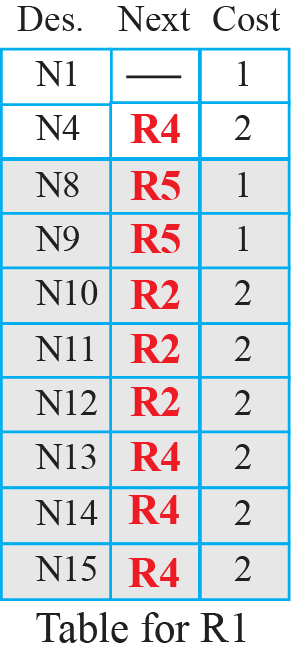 Des. Next Cost
N1 — 1
N4 R4 2
N8 R5 1
N9 R5 1
N10 R2 2
N11 R2 2
N12 R2 2
N13 R4 2
N14 R4 2
N15 R4 2
Table for R1